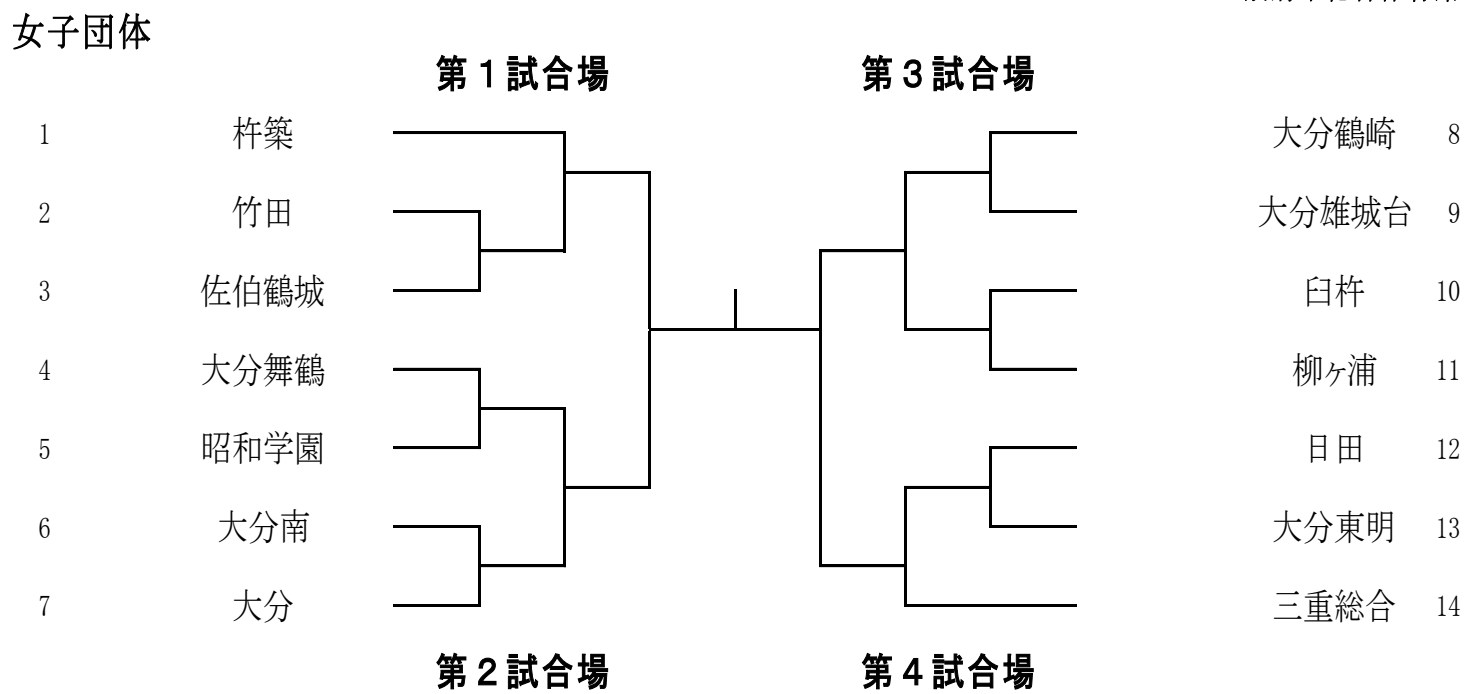 女子団体
第1試合場 第3試合場
1 杵築 大分鶴崎 8
2 竹田 大分雄城台 9
3 佐伯鶴城 臼杵 10
4 大分舞鶴 柳ヶ浦 11
5 昭和学園 日田 12
6 大分南 大分東明 13
7 大分 三重総合 14
第2試合場 第4試合場